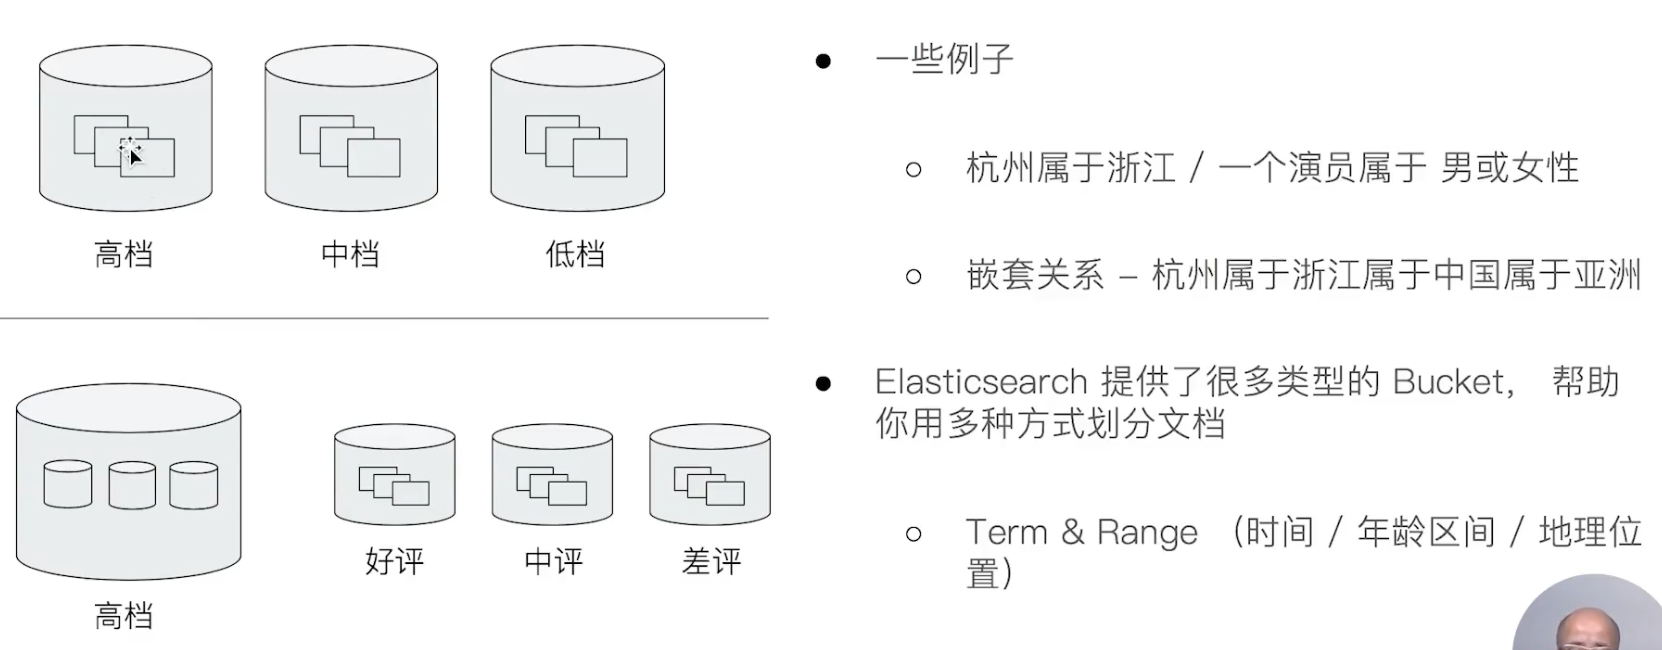 高档
中档
低档
高档
好评
中评
差评
一些例子
杭州属于浙江 / 一个演员属于 男或女性
嵌套关系 – 杭州属于浙江属于中国属于亚洲
Elasticsearch 提供了很多类型的 Bucket， 帮助
你用多种方式划分文档
Term & Range （时间 / 年龄区间 / 地理位
置）